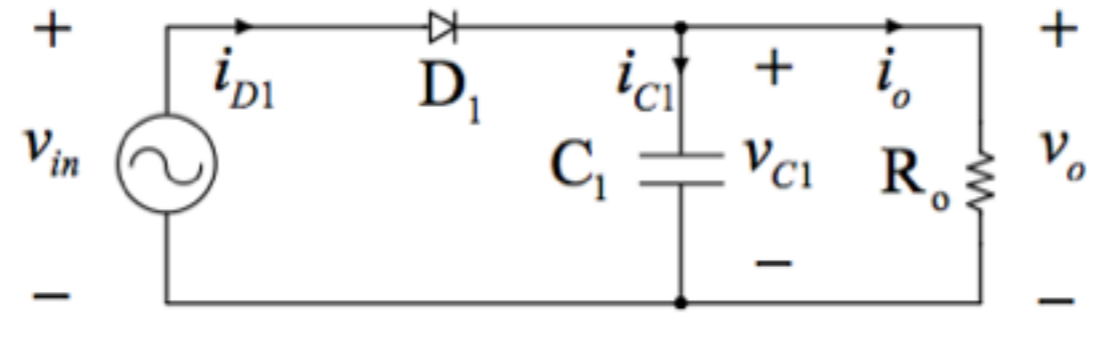 + +
i_D1 D_1 i_C1 + i_o
v_in C_1 v_C1 R_o v_o
− − −